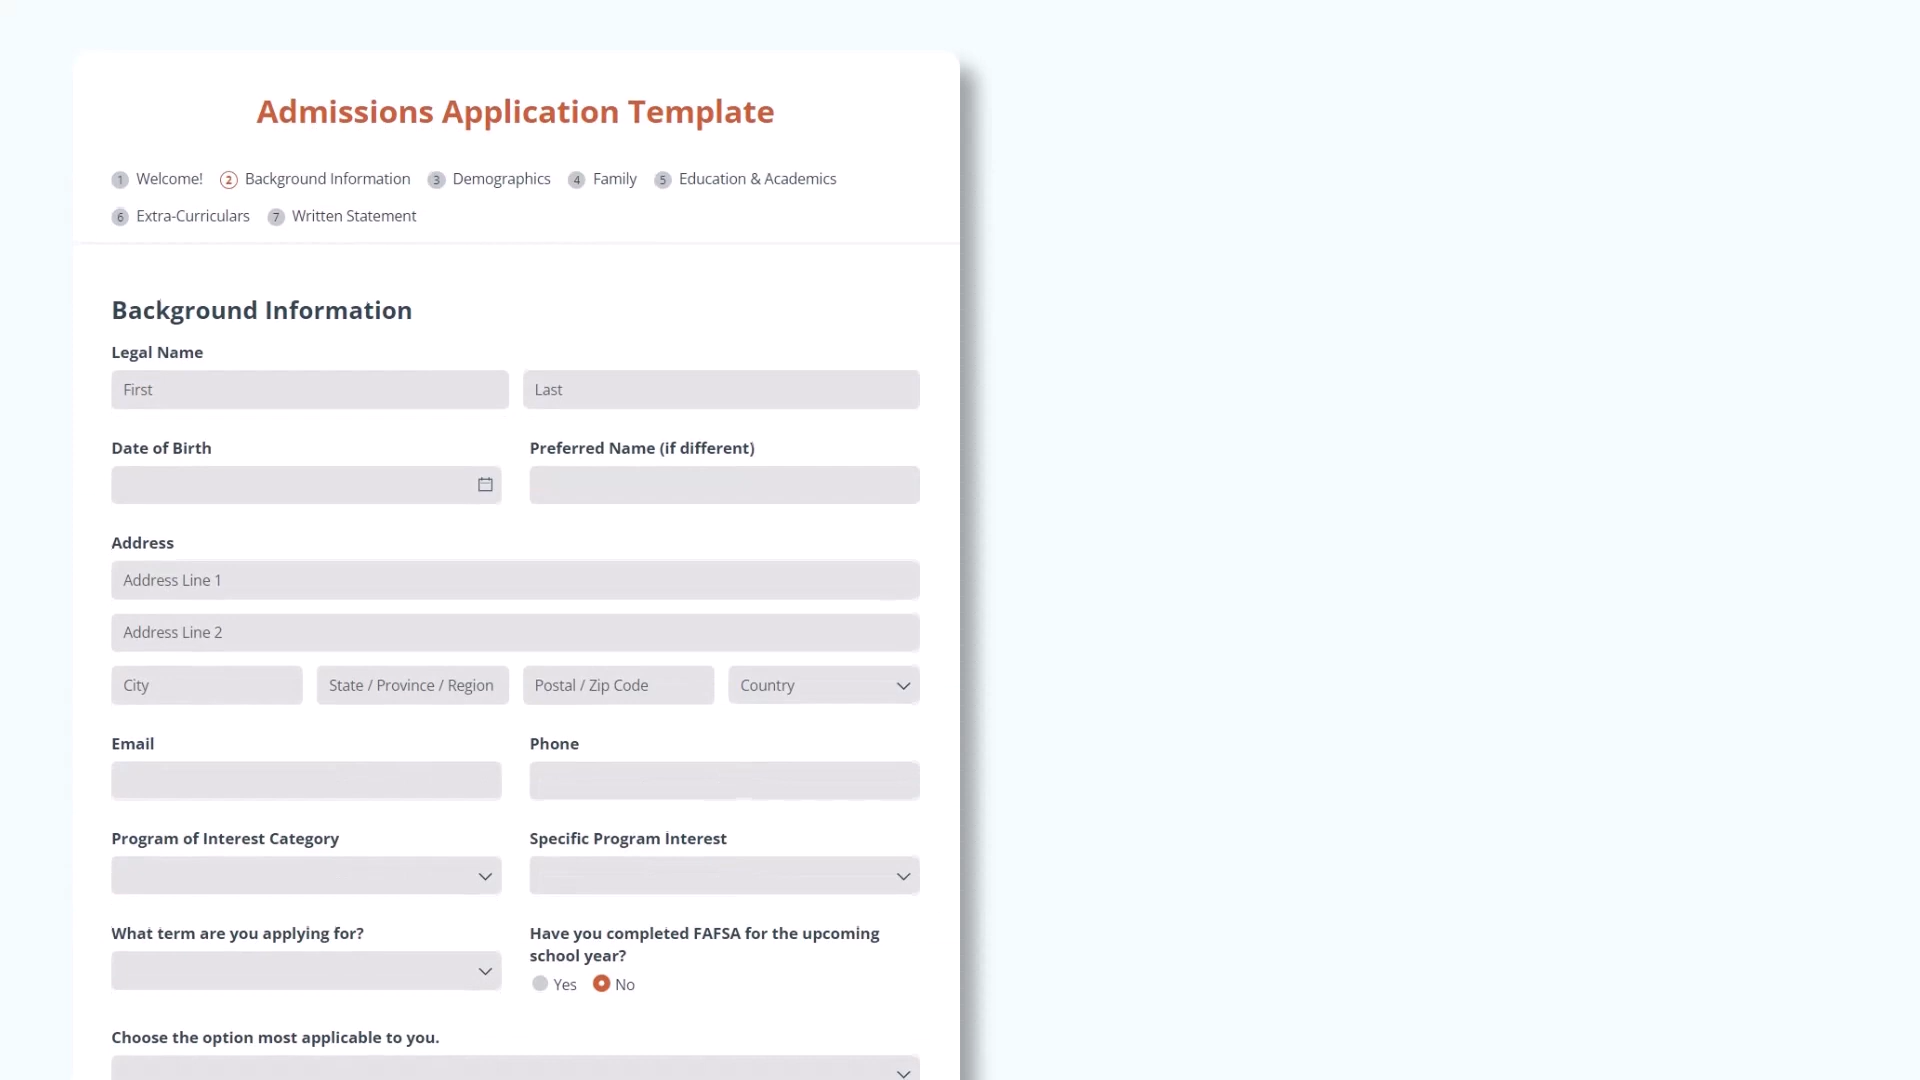 Admissions Application Template
1 Welcome! 2 Background Information 3 Demographics 4 Family 5 Education & Academics
6 Extra-Curriculars 7 Written Statement
Background Information
Legal Name
First Last
Date of Birth Preferred Name (if different)
Address
Address Line 1
Address Line 2
City State / Province / Region Postal / Zip Code Country
Email Phone
Program of Interest Category Specific Program Interest
What term are you applying for? Have you completed FAFSA for the upcoming
school year?
Yes No
Choose the option most applicable to you.